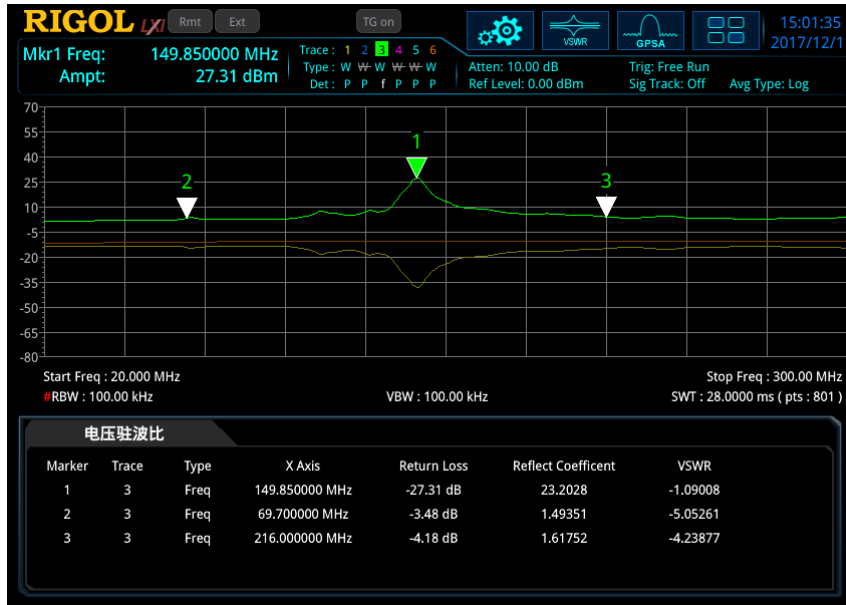 RIGOL LXI Rmt Ext TG on VSWR GPSA 15:01:35
2017/12/1
Mkr1 Freq: 149.850000 MHz
Ampt: 27.31 dBm
Trace : 1 2 3 4 5 6
Type : W W W W W W
Det : P P f P P P
Atten: 10.00 dB Trig: Free Run
Ref Level: 0.00 dBm Sig Track: Off Avg Type: Log
70
55
40
25
10
-5
-20
-35
-50
-65
-80
1
2
3
Start Freq : 20.000 MHz Stop Freq : 300.00 MHz
#RBW : 100.00 kHz VBW : 100.00 kHz SWT : 28.0000 ms ( pts : 801 )
电压驻波比
Marker Trace Type X Axis Return Loss Reflect Coefficent VSWR
1 3 Freq 149.850000 MHz -27.31 dB 23.2028 -1.09008
2 3 Freq 69.700000 MHz -3.48 dB 1.49351 -5.05261
3 3 Freq 216.000000 MHz -4.18 dB 1.61752 -4.23877